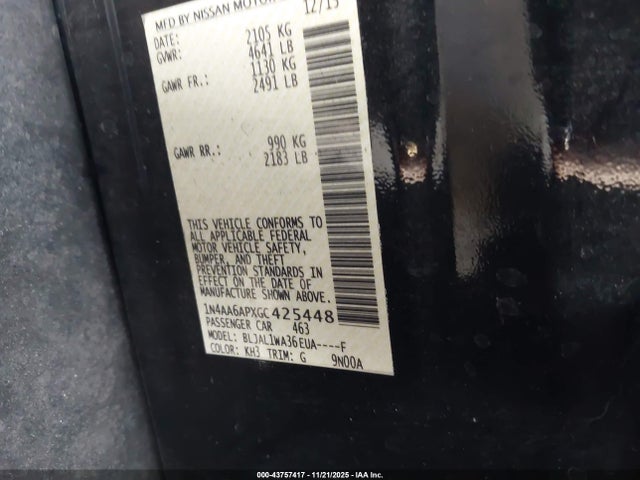 MFD BY NISSAN MOTOR
DATE: 12/15
GVWR: 2105 KG
4641 LB
GAWR FR.: 1130 KG
2491 LB
GAWR RR.: 990 KG
2183 LB
THIS VEHICLE CONFORMS TO
ALL APPLICABLE FEDERAL
MOTOR VEHICLE SAFETY,
BUMPER, AND THEFT
PREVENTION STANDARDS IN
EFFECT ON THE DATE OF
MANUFACTURE SHOWN ABOVE.
1N4AA6APXGC425448
PASSENGER CAR 463
MODEL: BLJAL1WA36EUA----F
COLOR: KH3 TRIM: G 9N00A
000-43757417 - 11/21/2025 - IAA Inc.